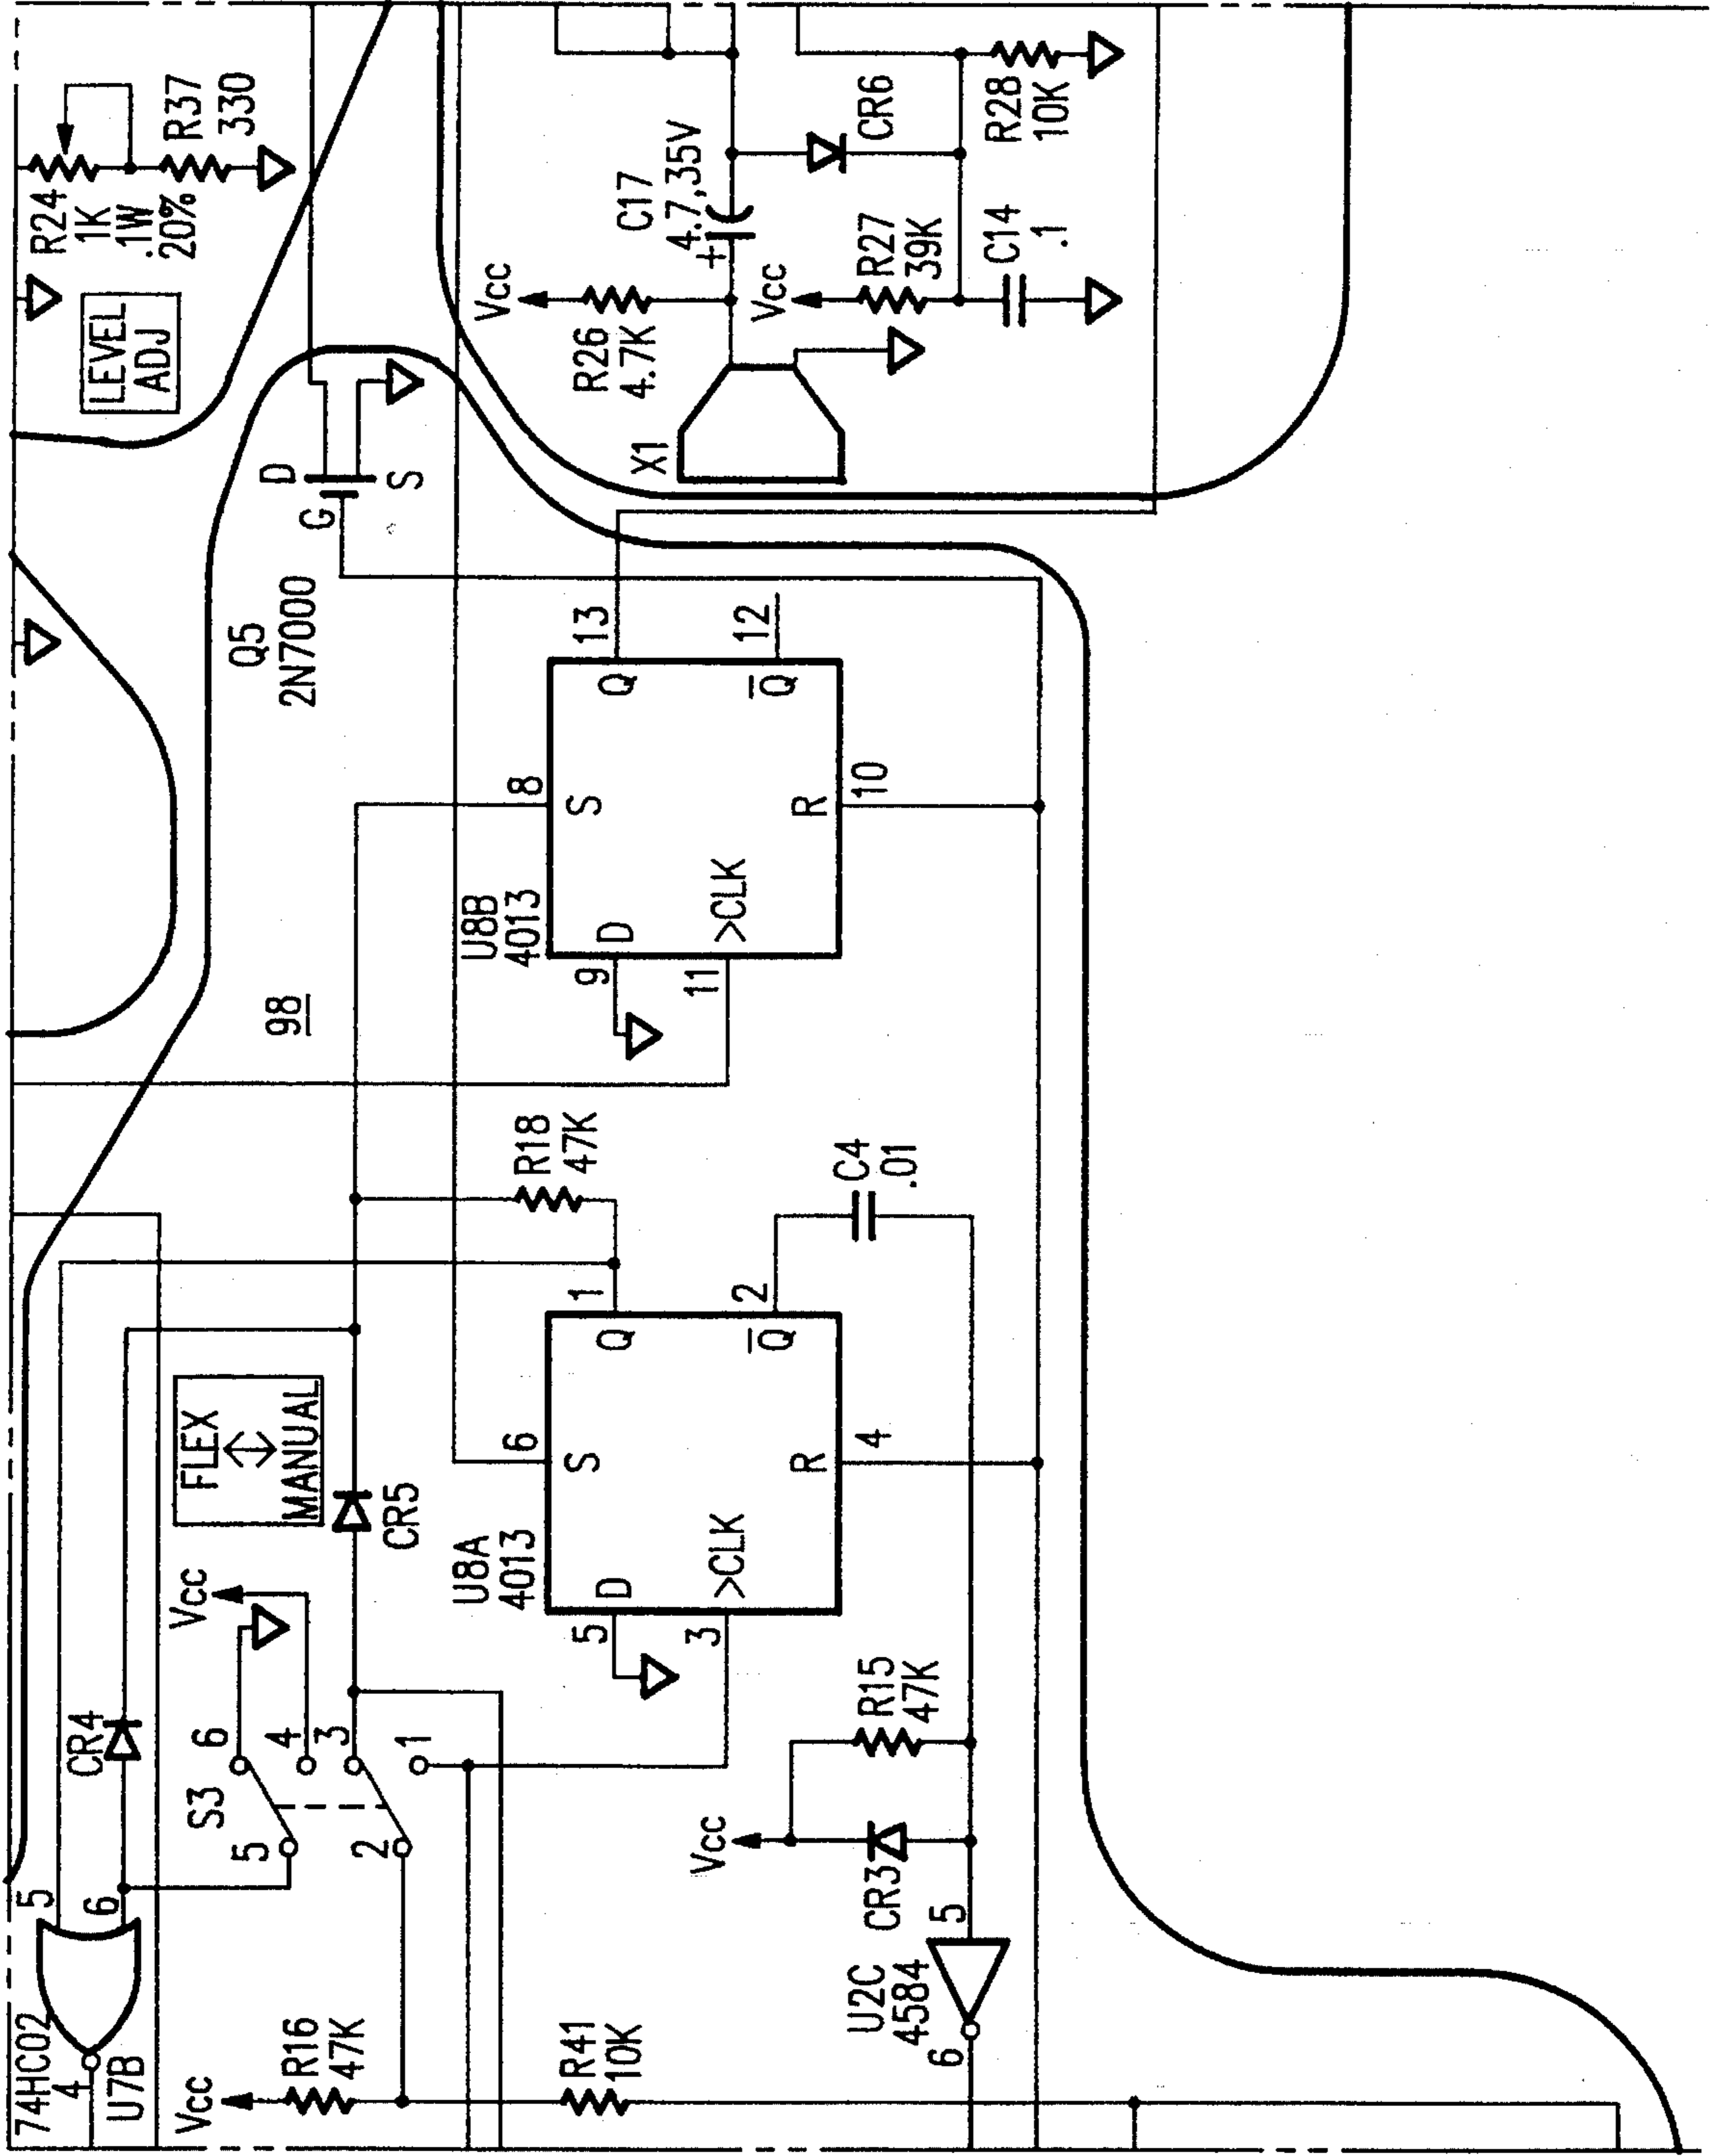 R24
1K
.1W
20%
R37
330
LEVEL
ADJ
C17
4.7,35V
+
CR6
R28
10K
Vcc
R26
4.7K
Vcc
R27
39K
C14
.1
X1
D
G
S
Q5
2N7000
13
12
Q
Q̅
8
S
R
10
U8B
4013
D
>CLK
9
11
98
R18
47K
C4
.01
1
2
Q
Q̅
6
S
R
4
U8A
4013
D
>CLK
5
3
FLEX
↔
MANUAL
CR5
CR4
Vcc
S3
6
4
3
1
5
2
R15
47K
Vcc
CR3
5
U2C
4584
6
5
6
74HC02
4
U7B
Vcc
R16
47K
R41
10K